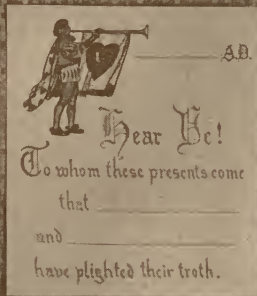 A.D.
Hear Ye!
To whom these presents come
that
and
have plighted their troth.